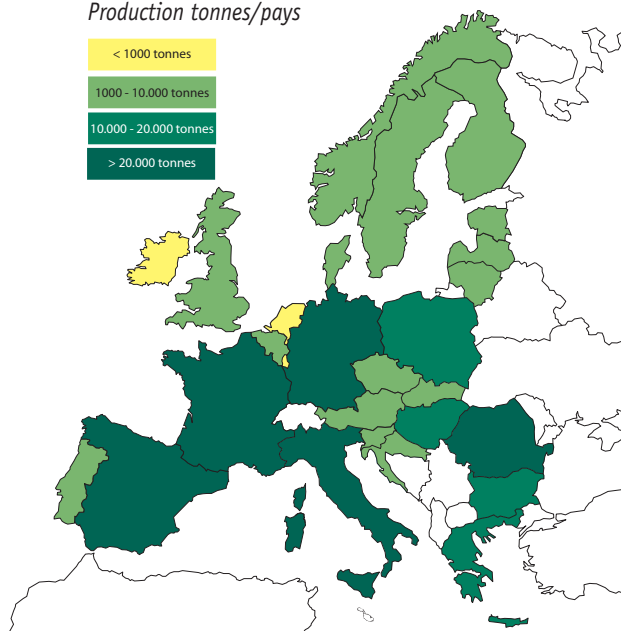 Production tonnes/pays
< 1000 tonnes
1000 - 10.000 tonnes
10.000 - 20.000 tonnes
> 20.000 tonnes